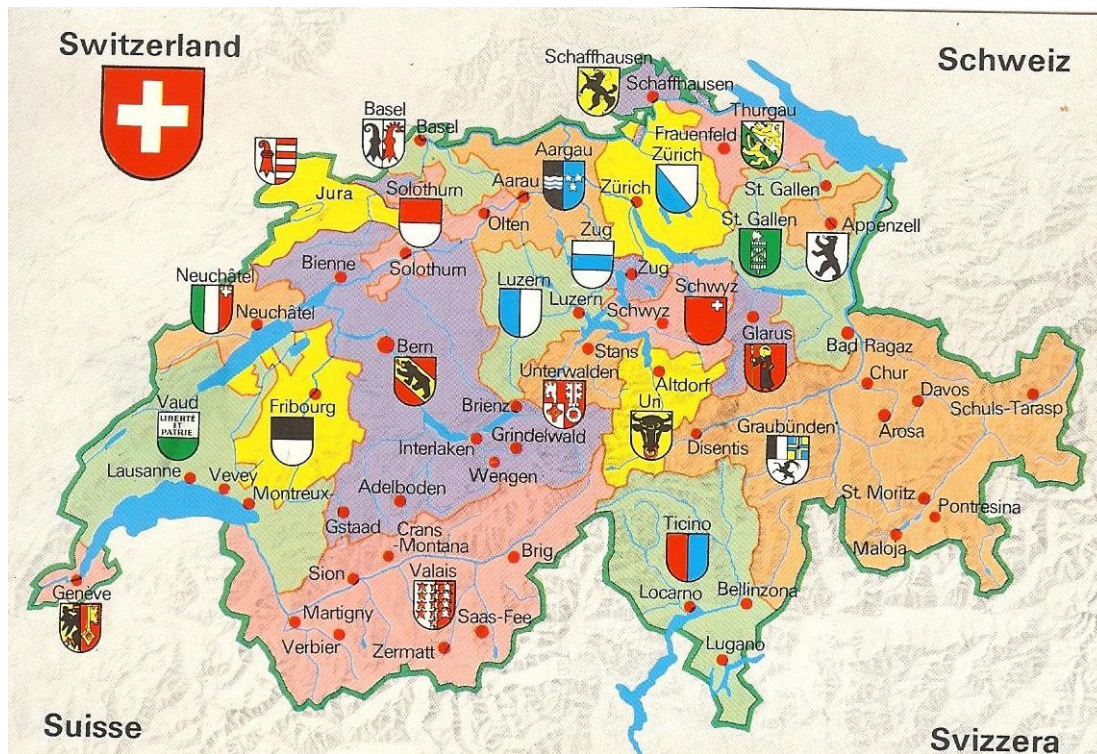 Switzerland
Schweiz
Schaffhausen
Schaffhausen
Basel
Basel
Thurgau
Frauenfeld
Aargau
Zürich
Jura
Solothurn
Aarau
Zürich
St. Gallen
Olten
Zug
St. Gallen
Appenzell
Solothurn
Neuchâtel
Bienne
Luzern
Zug
Schwyz
Neuchâtel
Luzern
Schwyz
Glarus
Bern
Stans
Bad Ragaz
Unterwalden
Altdorf
Chur
Davos
Vaud
LIBERTÉ
ET
PATRIE
Fribourg
Brienz
Uri
Schuls-Tarasp
Arosa
Interlaken
Grindelwald
Disentis
Graubünden
Lausanne
Vevey
Wengen
Montreux
Adelboden
St. Moritz
Pontresina
Gstaad
Crans
-Montana
Ticino
Maloja
Sion
Valais
Brig
Genève
Locarno
Bellinzona
Martigny
Saas-Fee
Verbier
Zermatt
Lugano
Suisse
Svizzera